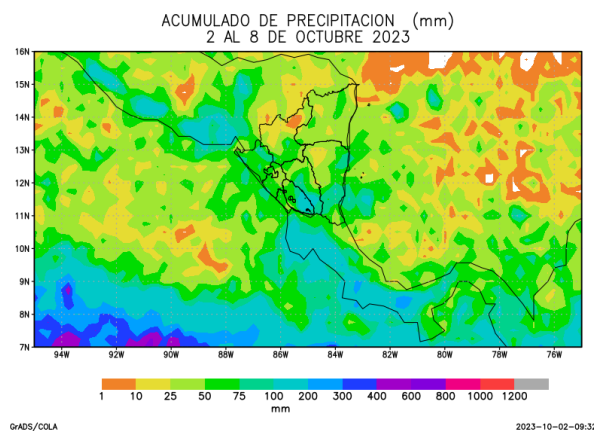 ACUMULADO DE PRECIPITACION (mm)
2 AL 8 DE OCTUBRE 2023
16N
15N
14N
13N
12N
11N
10N
9N
8N
7N
94W 92W 90W 88W 86W 84W 82W 80W 78W 76W
1 10 25 50 75 100 200 300 400 600 800 1000 1200
mm
GrADS/COLA
2023-10-02-09:32